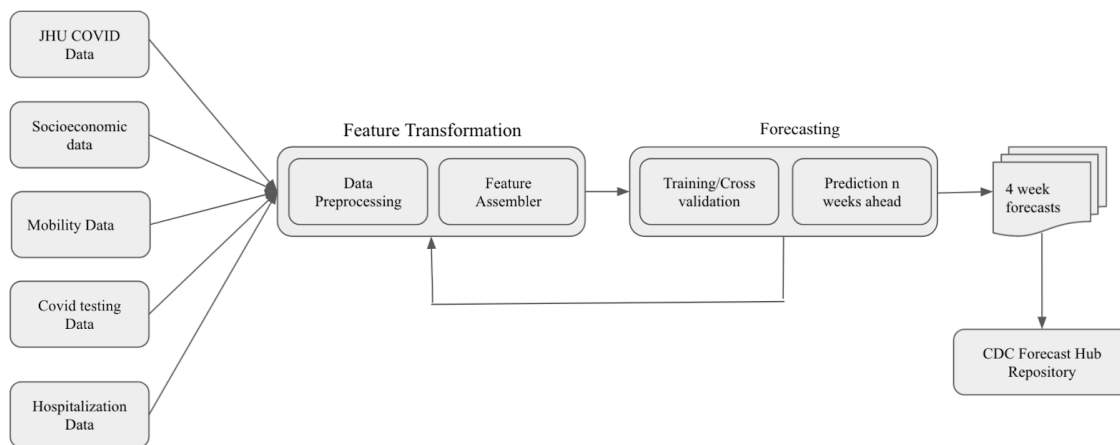 JHU COVID
Data
Socioeconomic
data
Mobility Data
Covid testing
Data
Hospitalization
Data
Feature Transformation
Data
Preprocessing
Feature
Assembler
Forecasting
Training/Cross
validation
Prediction n
weeks ahead
4 week
forecasts
CDC Forecast Hub
Repository